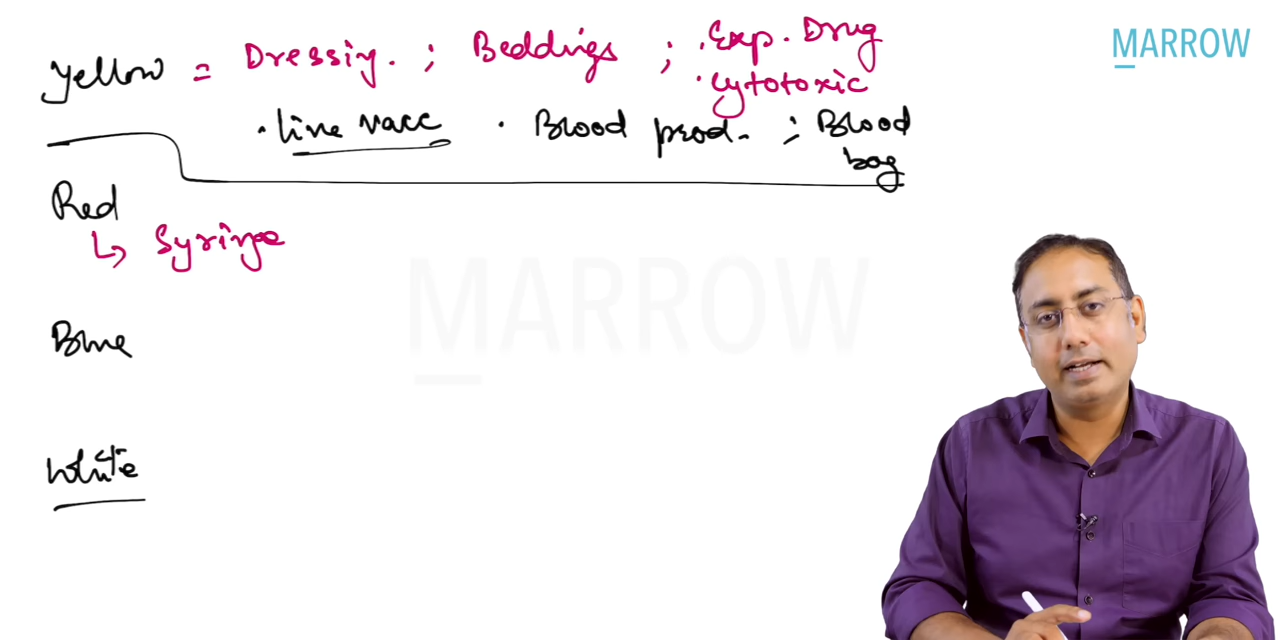 MARROW
Yellow = Dressing. ; Beddings ; · Exp. Drug
· Cytotoxic
· live vacc · Blood prod. ; Blood bag
Red
↳ Syringe
MARROW
Blue
White